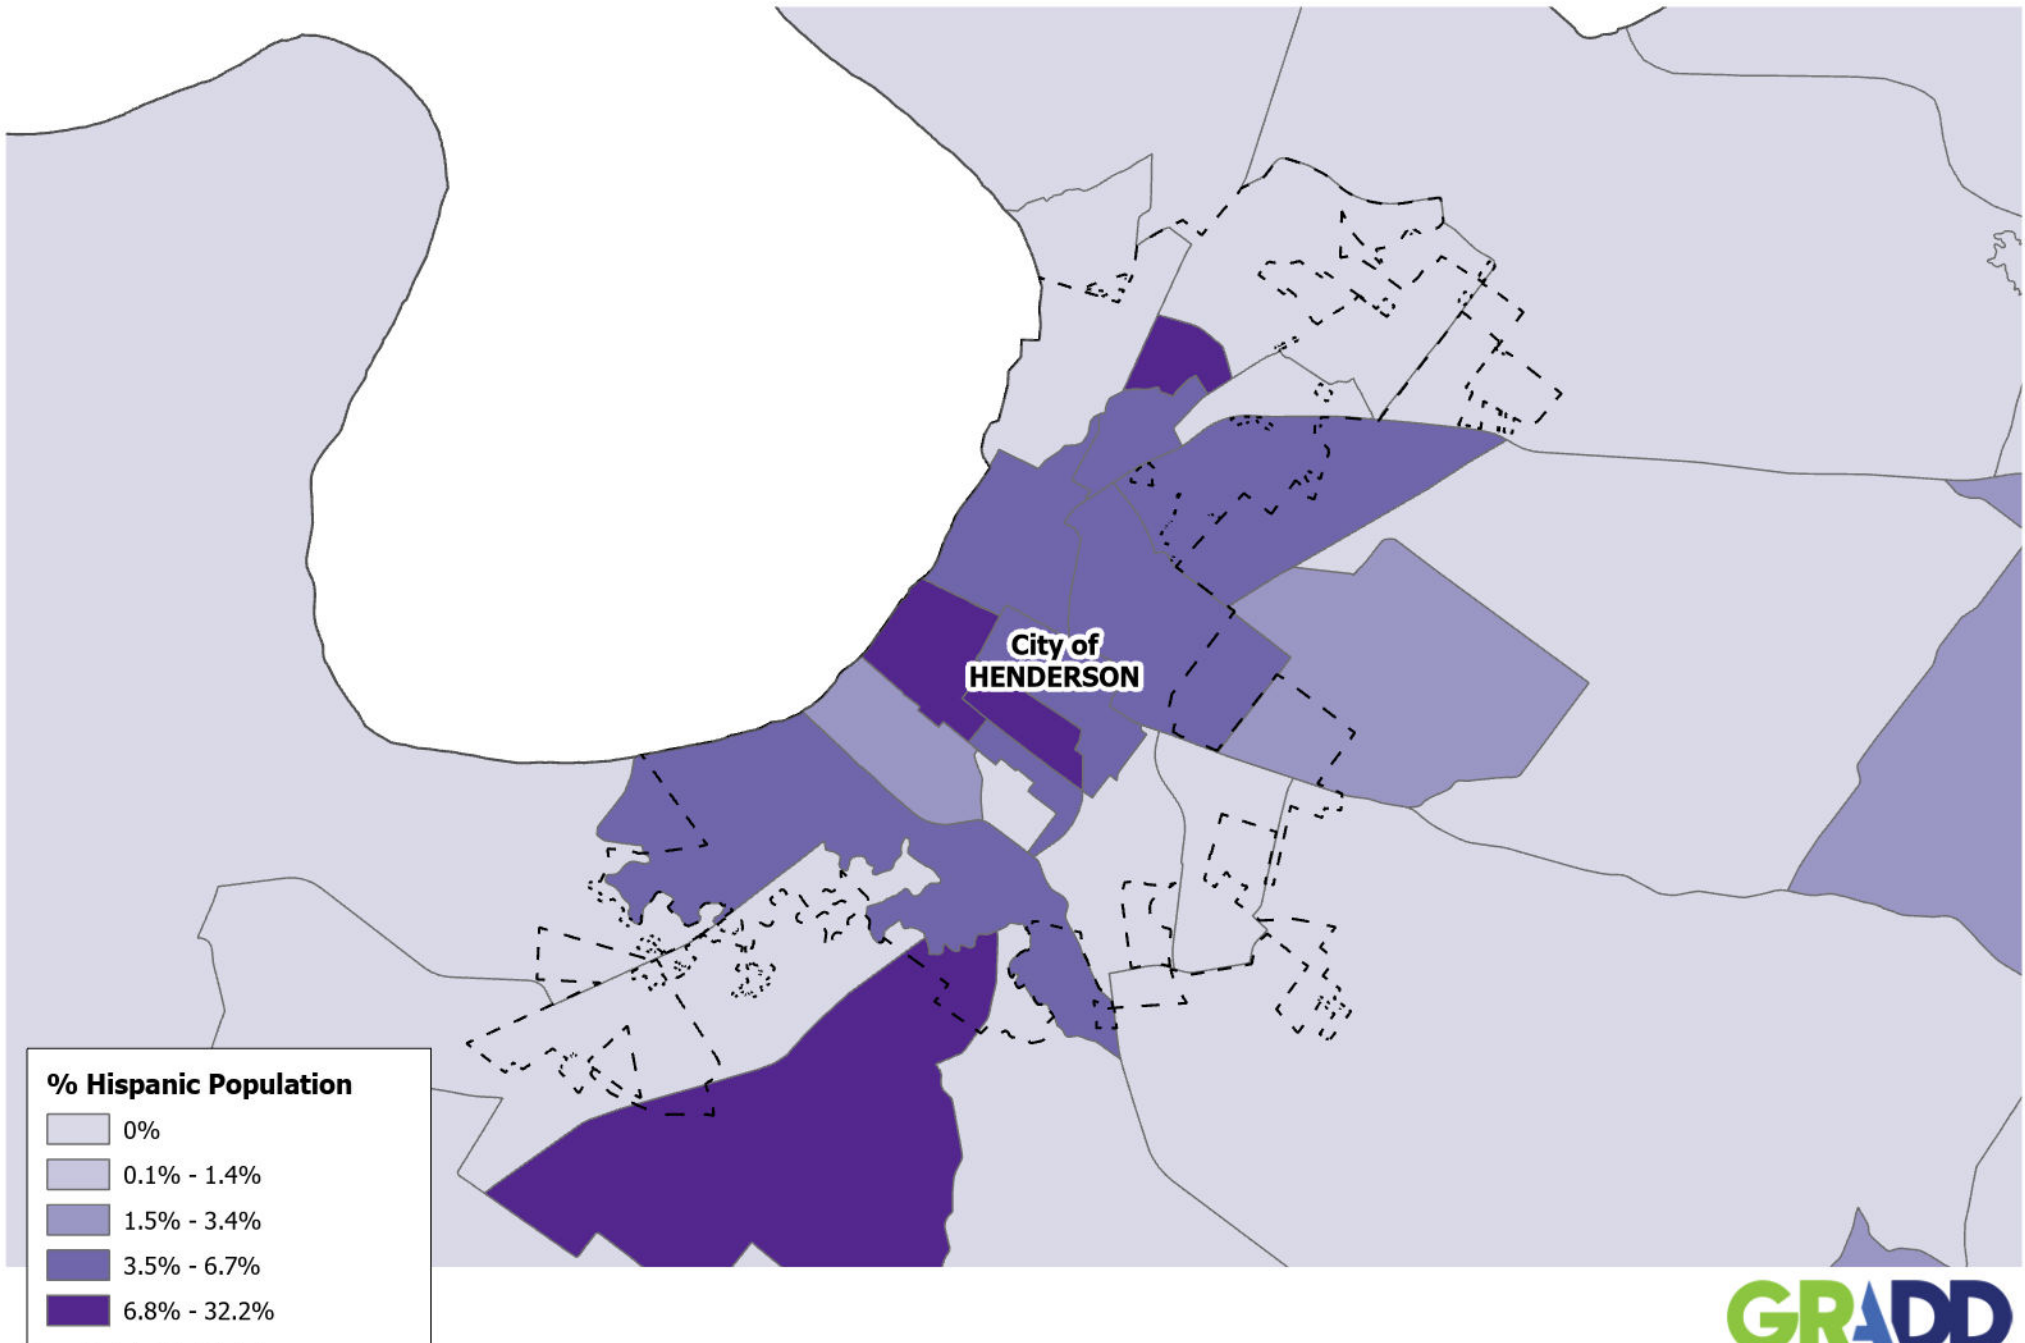 City of
HENDERSON
% Hispanic Population
0%
0.1% - 1.4%
1.5% - 3.4%
3.5% - 6.7%
6.8% - 32.2%
GRADD